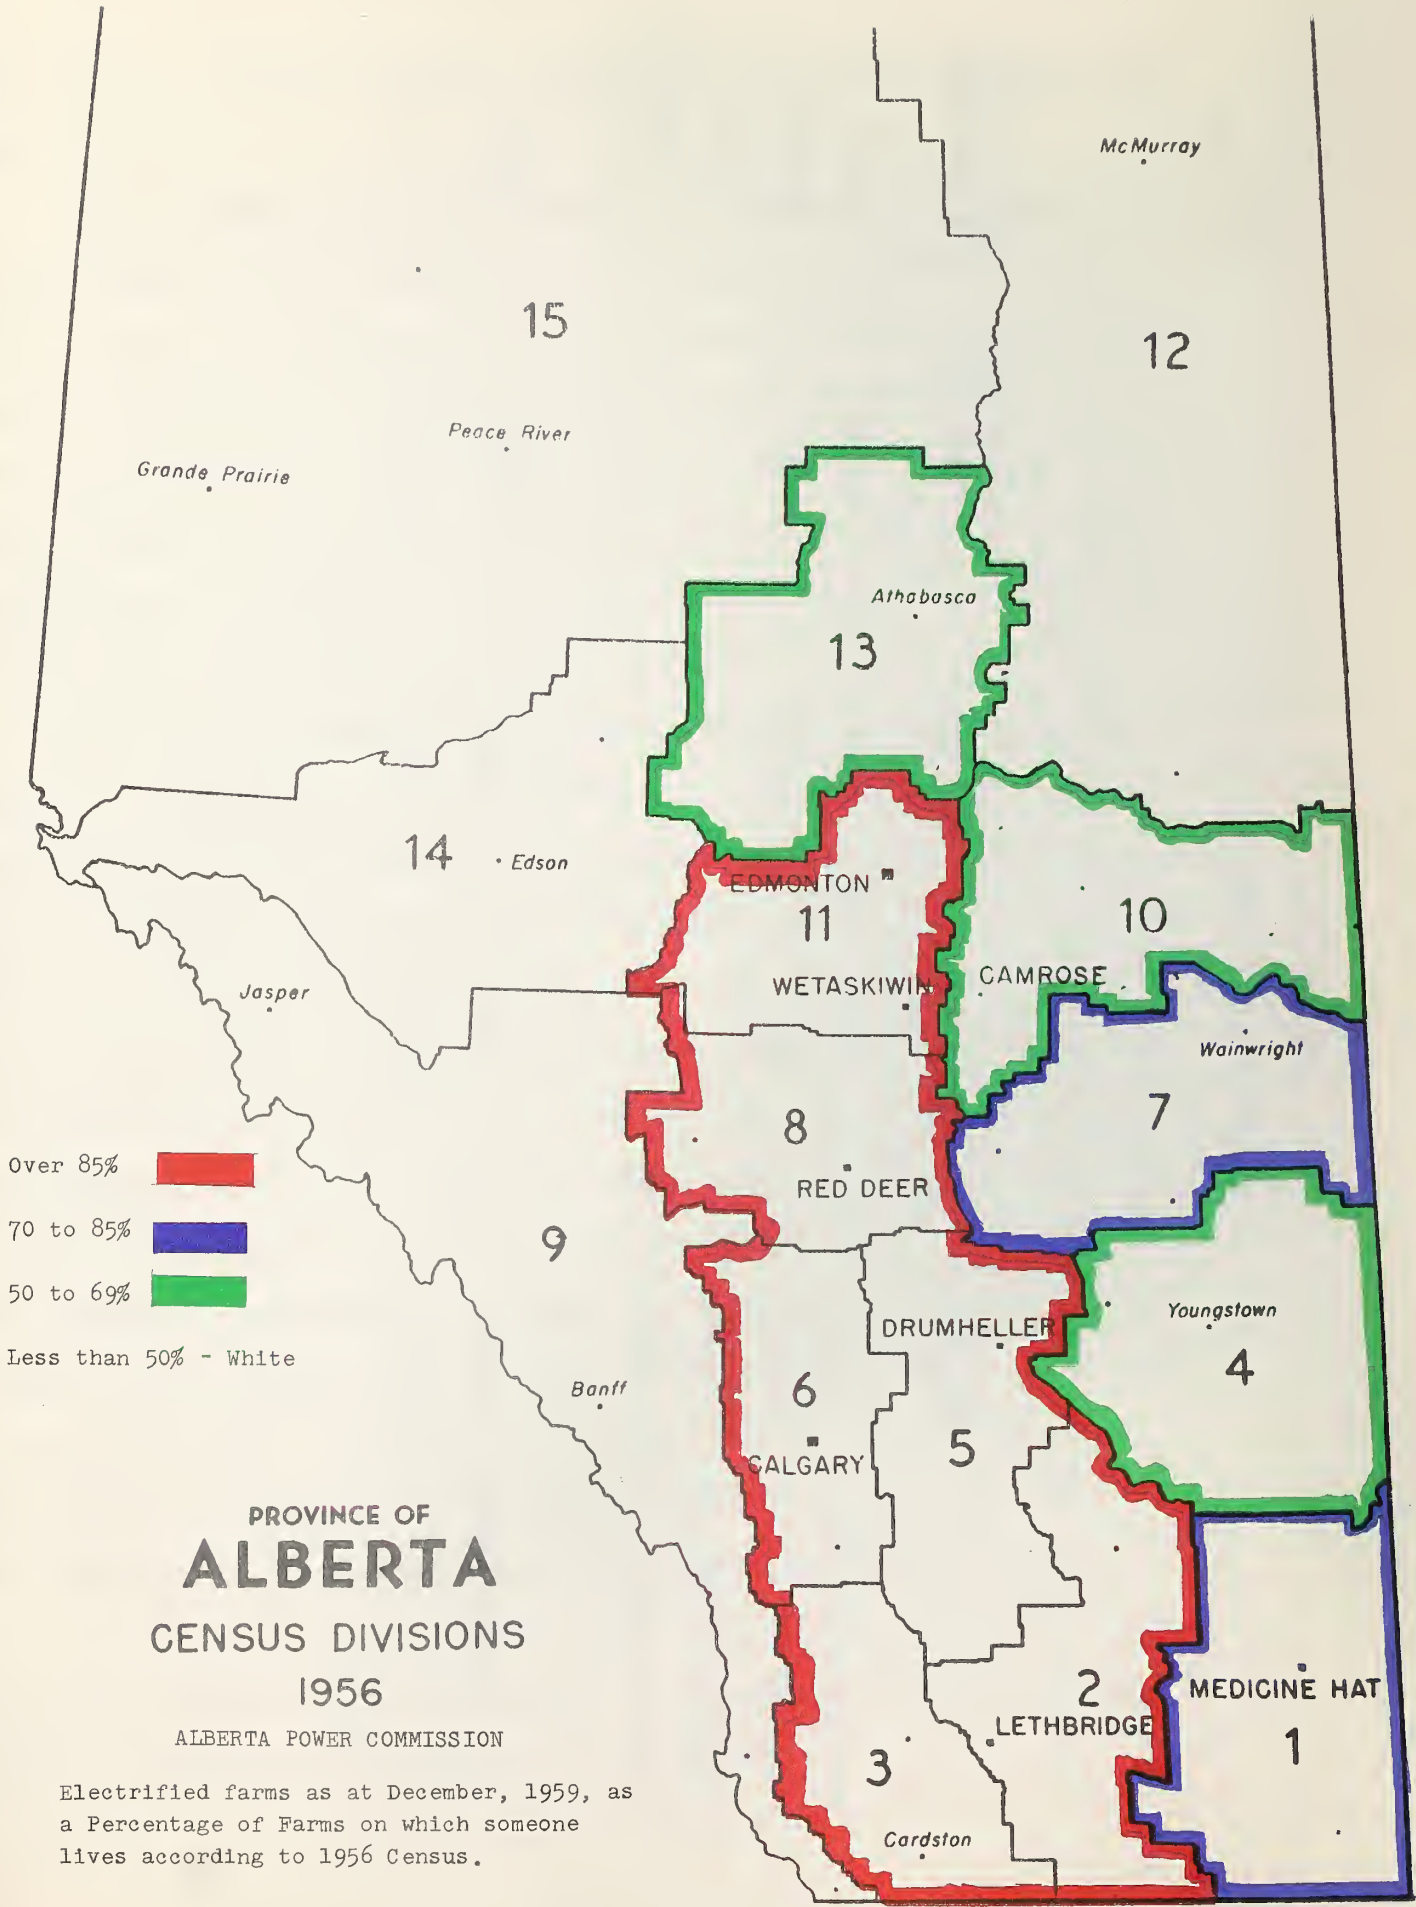 McMurray
15
12
Peace River
Grande Prairie
Athabasca
13
14
Edson
EDMONTON
11
10
WETASKIWIN
CAMROSE
Jasper
Wainwright
7
8
Over 85%
RED DEER
70 to 85%
9
50 to 69%
Youngstown
DRUMHELLER
Less than 50% - White
4
Banff
6
5
CALGARY
PROVINCE OF
ALBERTA
CENSUS DIVISIONS
1956
2
MEDICINE HAT
LETHBRIDGE
ALBERTA POWER COMMISSION
1
3
Electrified farms as at December, 1959, as
a Percentage of Farms on which someone
lives according to 1956 Census.
Cardston